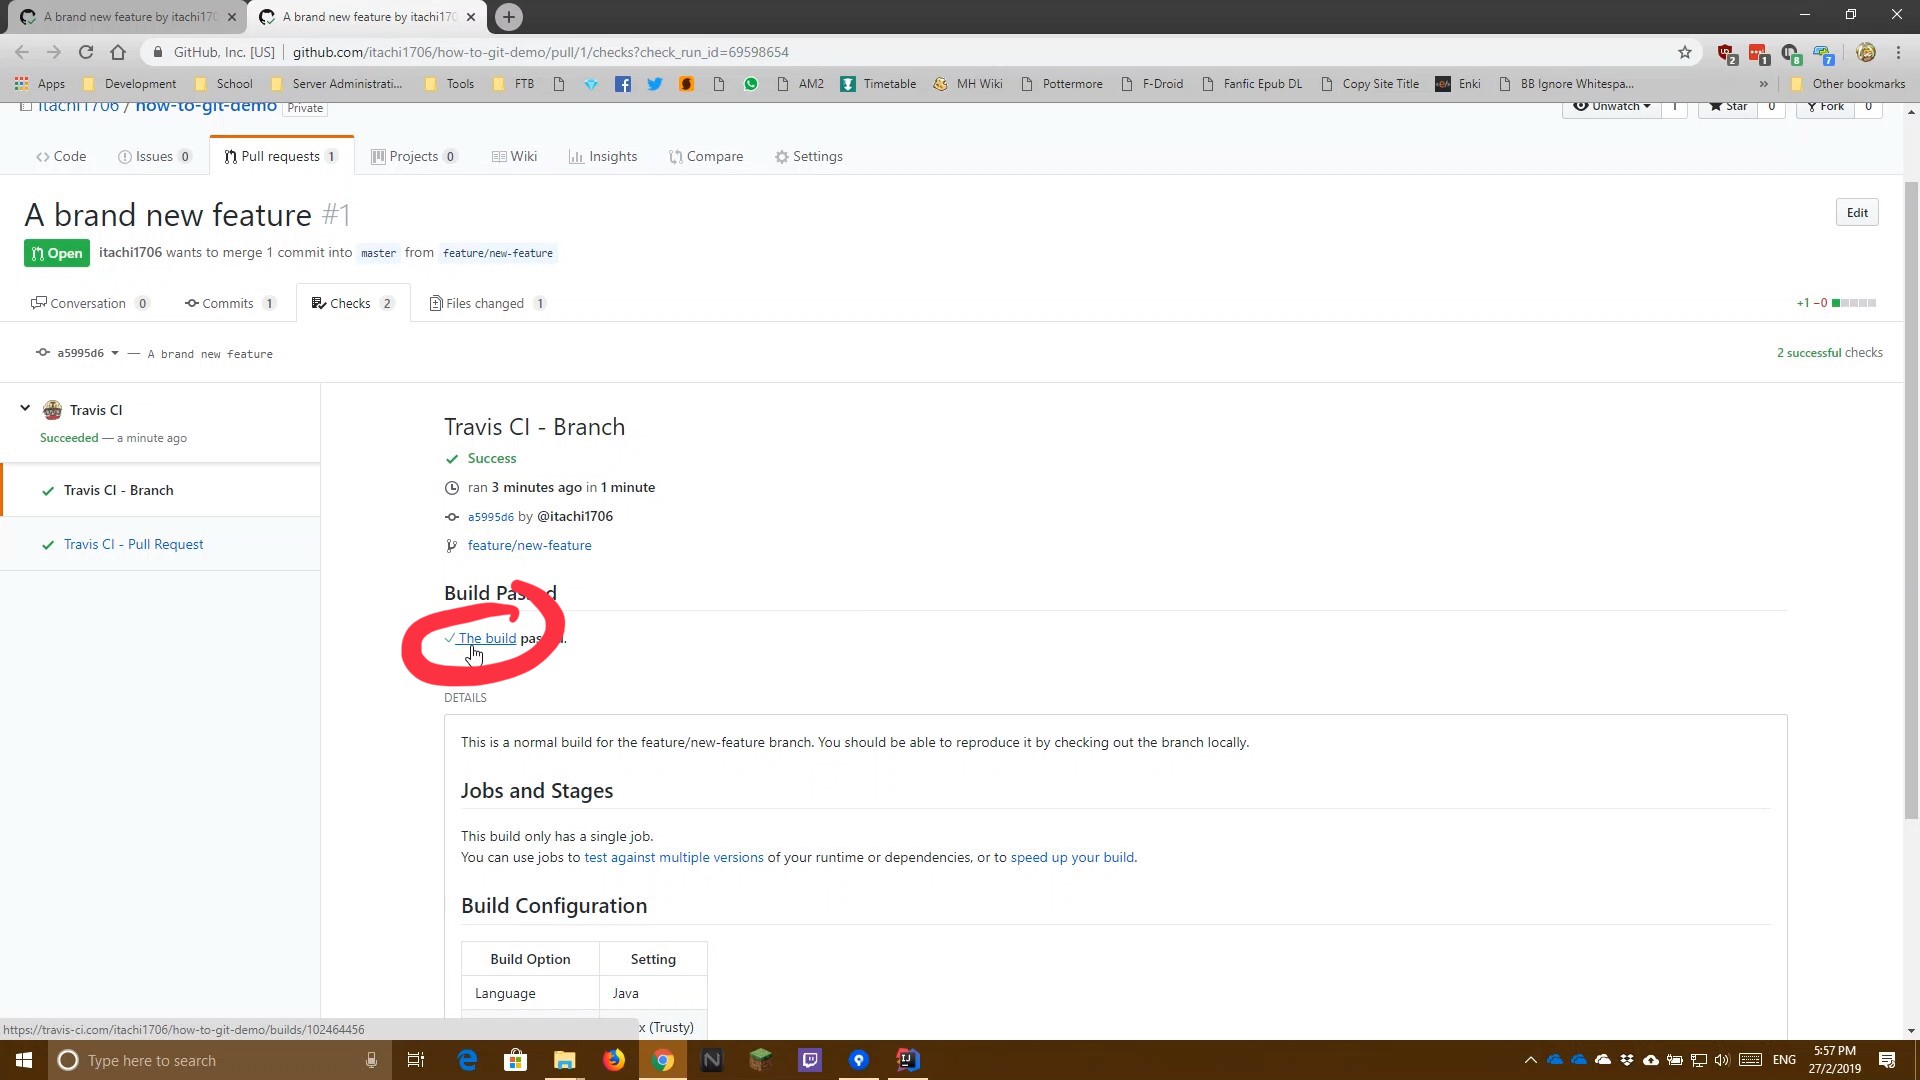 A brand new feature by itachi170
A brand new feature by itachi170
GitHub, Inc. [US] github.com/itachi1706/how-to-git-demo/pull/1/checks?check_run_id=69598654
2 1 8 7
Apps Development School Server Administrati... Tools FTB AM2 Timetable MH Wiki Pottermore F-Droid Fanfic Epub DL Copy Site Title Enki BB Ignore Whitespa... » Other bookmarks
itachi1706 / how-to-git-demo Private Unwatch 1 Star 0 Fork 0
Code Issues 0 Pull requests 1 Projects 0 Wiki Insights Compare Settings
A brand new feature #1 Edit
Open itachi1706 wants to merge 1 commit into master from feature/new-feature
Conversation 0 Commits 1 Checks 2 Files changed 1 +1 −0
a5995d6 — A brand new feature 2 successful checks
Travis CI
Succeeded — a minute ago
Travis CI - Branch
Travis CI - Pull Request
Travis CI - Branch
Success
ran 3 minutes ago in 1 minute
a5995d6 by @itachi1706
feature/new-feature
Build Passed
The build passed.
DETAILS
This is a normal build for the feature/new-feature branch. You should be able to reproduce it by checking out the branch locally.
Jobs and Stages
This build only has a single job.
You can use jobs to test against multiple versions of your runtime or dependencies, or to speed up your build.
Build Configuration
Build Option Setting
Language Java
x (Trusty)
https://travis-ci.com/itachi1706/how-to-git-demo/builds/102464456
Type here to search
ENG 5:57 PM
27/2/2019